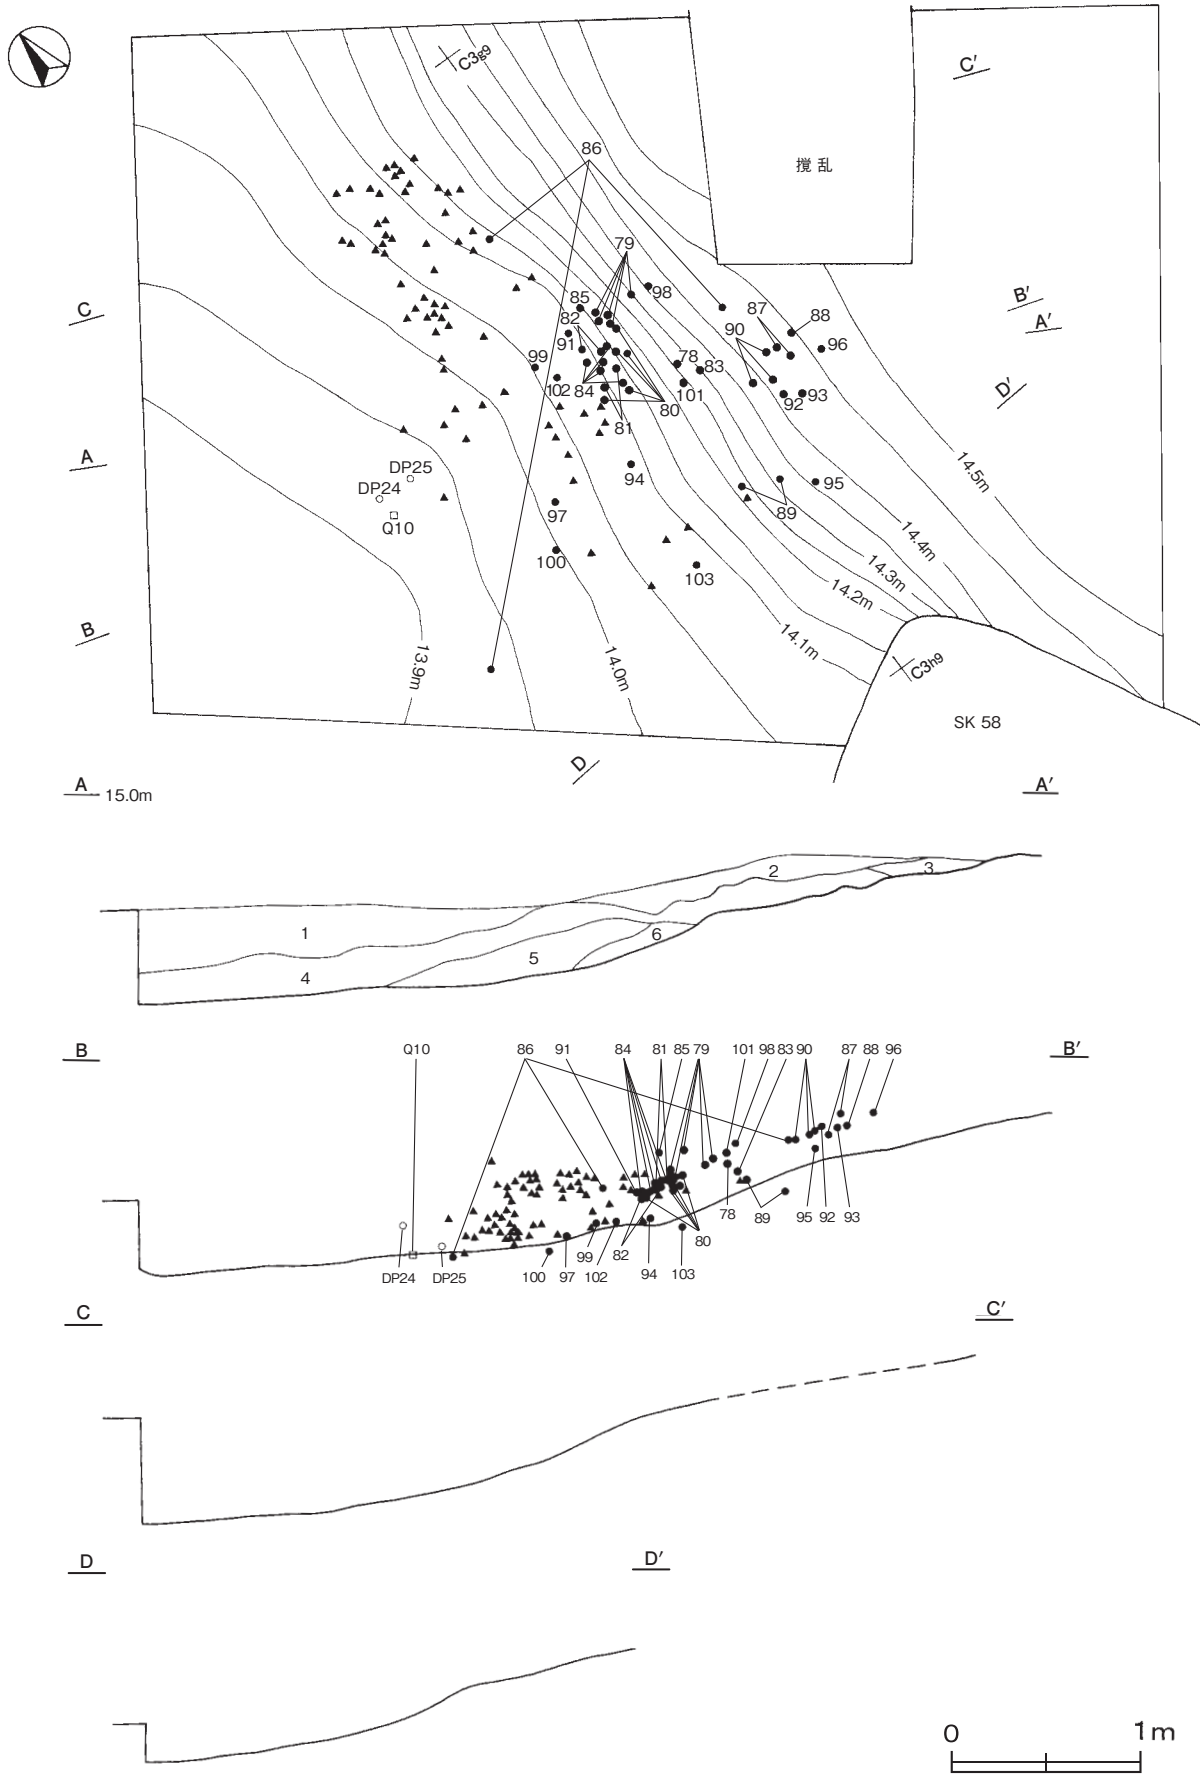 C3g9
C′
86
撹乱
79
98
C
85
82
87
88
B′
A′
90
91
96
99
78
83
102
84
80
101
92
93
D′
81
A
DP25
94
14.5m
DP24
95
Q10
97
89
14.4m
100
103
14.3m
14.2m
B
14.1m
13.9m
14.0m
C3h9
SK 58
D
A
15.0m
A′
2
3
1
6
5
4
B
Q10
86
91
84
81
85
79
101
98
83
90
87
88
96
B′
78
89
95
92
93
80
99
82
DP24
DP25
100
97
102
94
103
C
C′
D
D′
0
1m